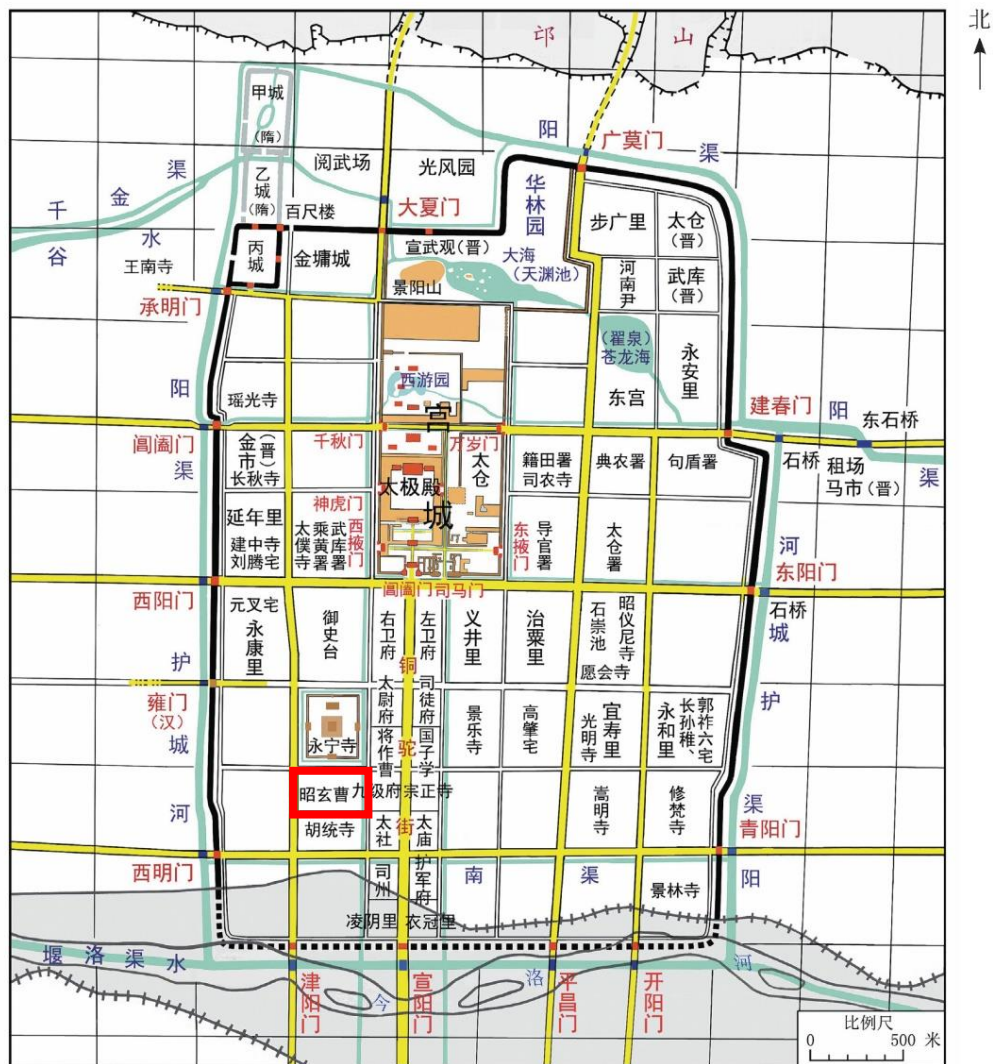 北
邙 山
甲城
（隋）
乙城（隋）
阅武场
光风园
阳 渠
广莫门
千金渠
谷水
百尺楼
大夏门
华林园
步广里
太仓
（晋）
王南寺
丙城
金墉城
宣武观（晋）
大海
（天渊池）
河南尹
武库
（晋）
景阳山
承明门
（翟泉）
苍龙海
永安里
阳渠
瑶光寺
西游园
宫城
东宫
建春门
阳渠
东石桥
阊阖门
金市（晋）
长秋寺
千秋门
万岁门
太仓
籍田署
司农寺
典农署
句盾署
石桥
租场
马市（晋）
太极殿
神虎门
延年里
建中寺
刘腾宅
太仆寺
乘黄署
武库署
西掖门
东掖门
导官署
太仓署
西阳门
阊阖门
司马门
东阳门
石桥
元叉宅
永康里
御史台
右卫府
左卫府
义井里
治粟里
石崇池
昭仪尼寺
愿会寺
护城河
护城河
铜驼街
雍门
（汉）
永宁寺
太尉府
司徒府
将作曹
国子学
景乐寺
高肇宅
光明寺
宜寿里
永和里
长孙稚、
郭祚六宅
昭玄曹
九级府
宗正寺
嵩明寺
修梵寺
渠
胡统寺
太社
太庙
青阳门
西明门
司州
护军府
南渠
景林寺
阳
凌阴里
衣冠里
堰洛渠水
今洛河
津阳门
宣阳门
平昌门
开阳门
比例尺
0 500 米